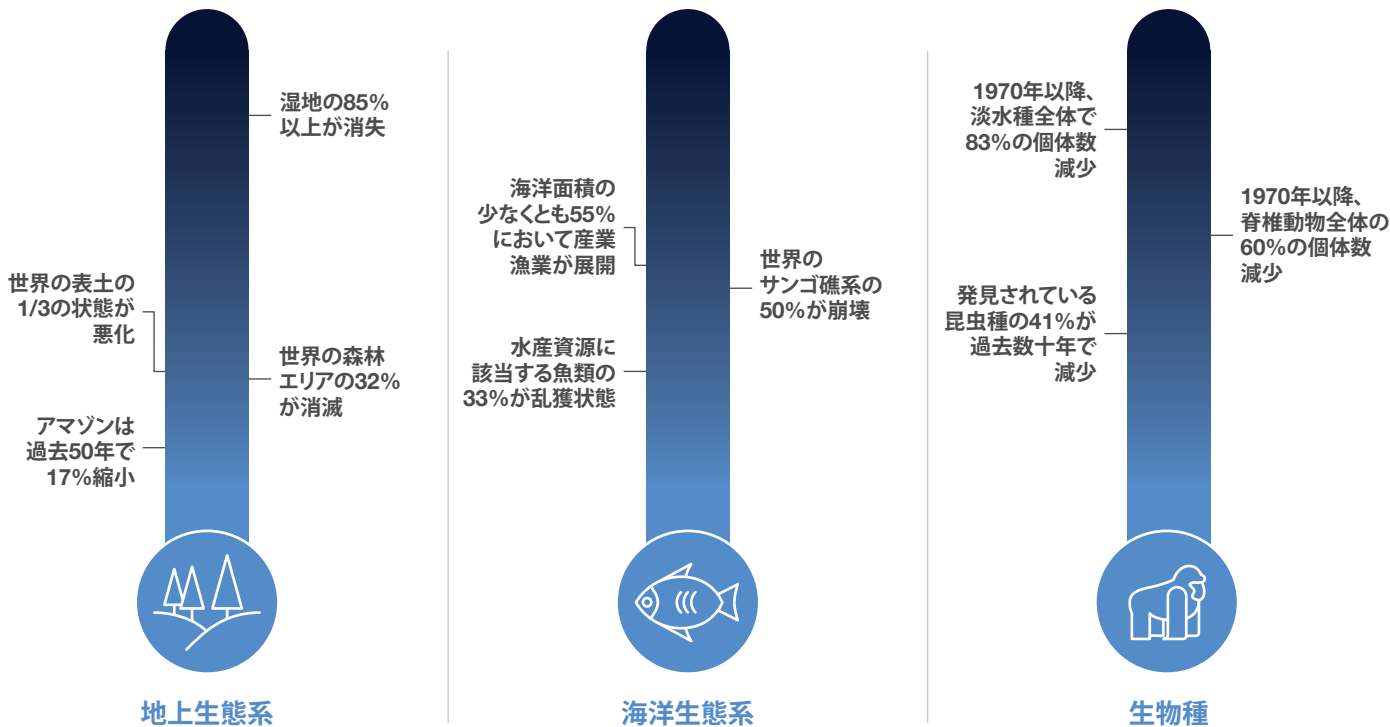 湿地の85%
以上が消失
世界の表土の
1/3の状態が
悪化
世界の森林
エリアの32%
が消滅
アマゾンは
過去50年で
17%縮小
地上生態系
海洋面積の
少なくとも55%
において産業
漁業が展開
世界の
サンゴ礁系の
50%が崩壊
水産資源に
該当する魚類の
33%が乱獲状態
海洋生態系
1970年以降、
淡水種全体で
83%の個体数
減少
1970年以降、
脊椎動物全体の
60%の個体数
減少
発見されている
昆虫種の41%が
過去数十年で
減少
生物種